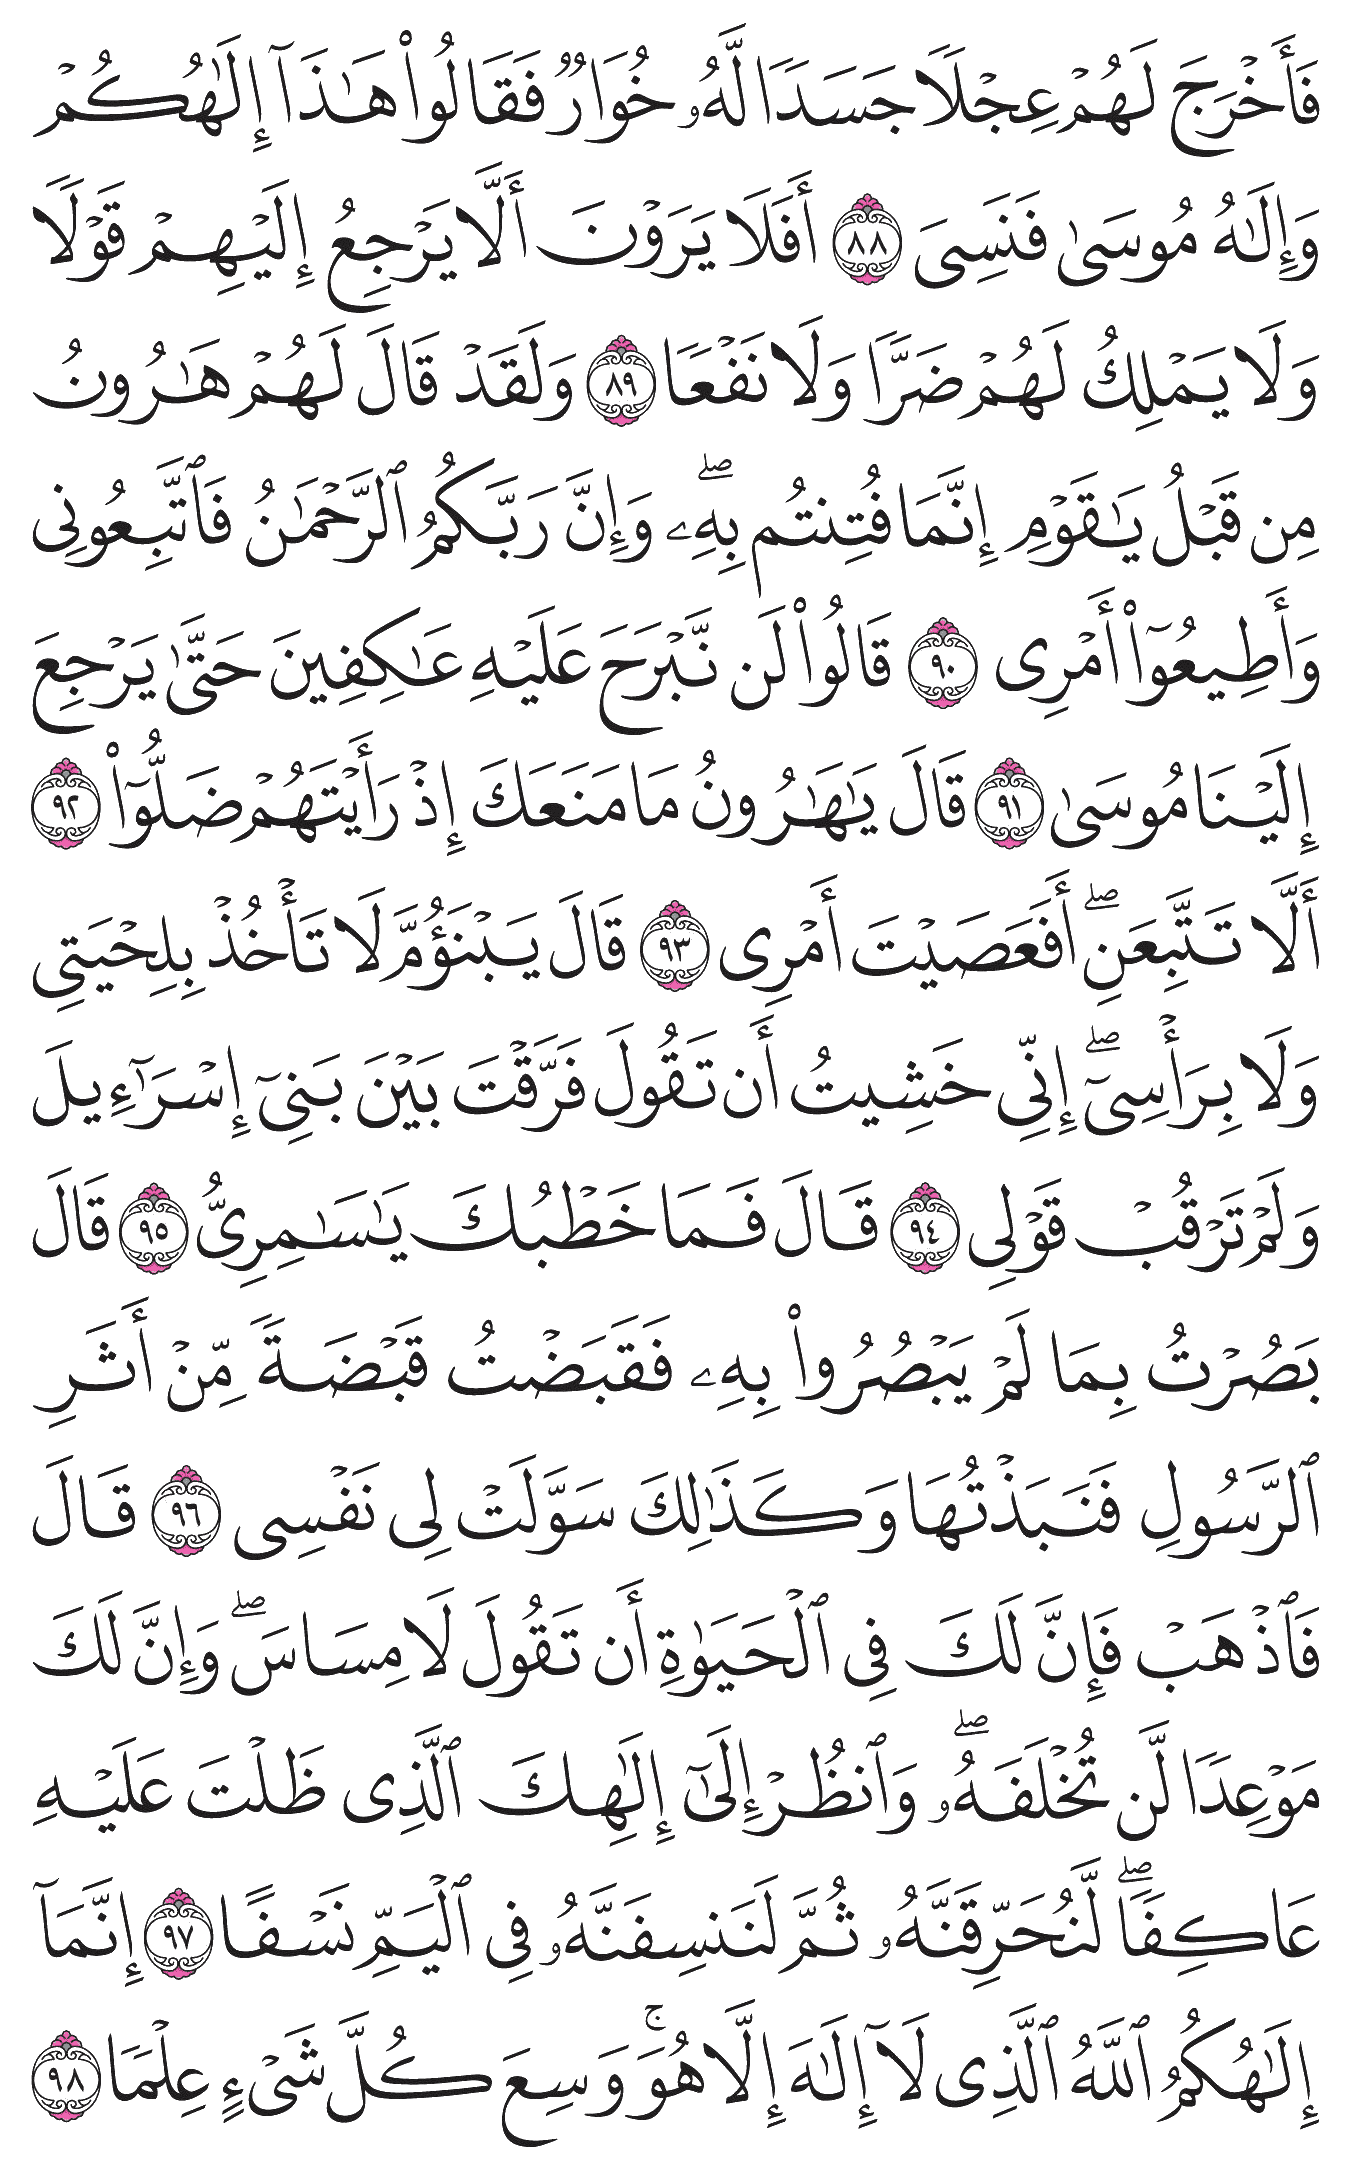 فَأَخْرَجَ لَهُمْ عِجْلًا جَسَدًا لَّهُۥ خُوَارٌ فَقَالُوا۟ هَـٰذَآ إِلَـٰهُكُمْ
وَإِلَـٰهُ مُوسَىٰ فَنَسِىَ ٨٨ أَفَلَا يَرَوْنَ أَلَّا يَرْجِعُ إِلَيْهِمْ قَوْلًا
وَلَا يَمْلِكُ لَهُمْ ضَرًّا وَلَا نَفْعًا ٨٩ وَلَقَدْ قَالَ لَهُمْ هَـٰرُونُ
مِن قَبْلُ يَـٰقَوْمِ إِنَّمَا فُتِنتُم بِهِۦ ۖ وَإِنَّ رَبَّكُمُ ٱلرَّحْمَـٰنُ فَٱتَّبِعُونِى
وَأَطِيعُوٓا۟ أَمْرِى ٩٠ قَالُوا۟ لَن نَّبْرَحَ عَلَيْهِ عَـٰكِفِينَ حَتَّىٰ يَرْجِعَ
إِلَيْنَا مُوسَىٰ ٩١ قَالَ يَـٰهَـٰرُونُ مَا مَنَعَكَ إِذْ رَأَيْتَهُمْ ضَلُّوٓا۟ ٩٢
أَلَّا تَتَّبِعَنِ ۖ أَفَعَصَيْتَ أَمْرِى ٩٣ قَالَ يَبْنَؤُمَّ لَا تَأْخُذْ بِلِحْيَتِى
وَلَا بِرَأْسِىٓ ۖ إِنِّى خَشِيتُ أَن تَقُولَ فَرَّقْتَ بَيْنَ بَنِىٓ إِسْرَٰٓءِيلَ
وَلَمْ تَرْقُبْ قَوْلِى ٩٤ قَالَ فَمَا خَطْبُكَ يَـٰسَـٰمِرِىُّ ٩٥ قَالَ
بَصُرْتُ بِمَا لَمْ يَبْصُرُوا۟ بِهِۦ فَقَبَضْتُ قَبْضَةً مِّنْ أَثَرِ
ٱلرَّسُولِ فَنَبَذْتُهَا وَكَذَٰلِكَ سَوَّلَتْ لِى نَفْسِى ٩٦ قَالَ
فَٱذْهَبْ فَإِنَّ لَكَ فِى ٱلْحَيَوٰةِ أَن تَقُولَ لَا مِسَاسَ ۖ وَإِنَّ لَكَ
مَوْعِدًا لَّن تُخْلَفَهُۥ ۖ وَٱنظُرْ إِلَىٰٓ إِلَـٰهِكَ ٱلَّذِى ظَلْتَ عَلَيْهِ
عَاكِفًا ۖ لَّنُحَرِّقَنَّهُۥ ثُمَّ لَنَنسِفَنَّهُۥ فِى ٱلْيَمِّ نَسْفًا ٩٧ إِنَّمَآ
إِلَـٰهُكُمُ ٱللَّهُ ٱلَّذِى لَآ إِلَـٰهَ إِلَّا هُوَ ۚ وَسِعَ كُلَّ شَىْءٍ عِلْمًا ٩٨